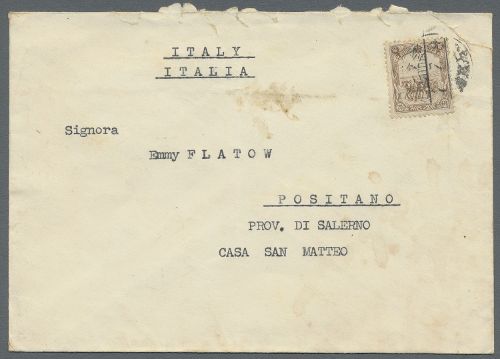 ITALY
ITALIA
Signora
Emmy FLATOW
POSITANO
PROV. DI SALERNO
CASA SAN MATTEO